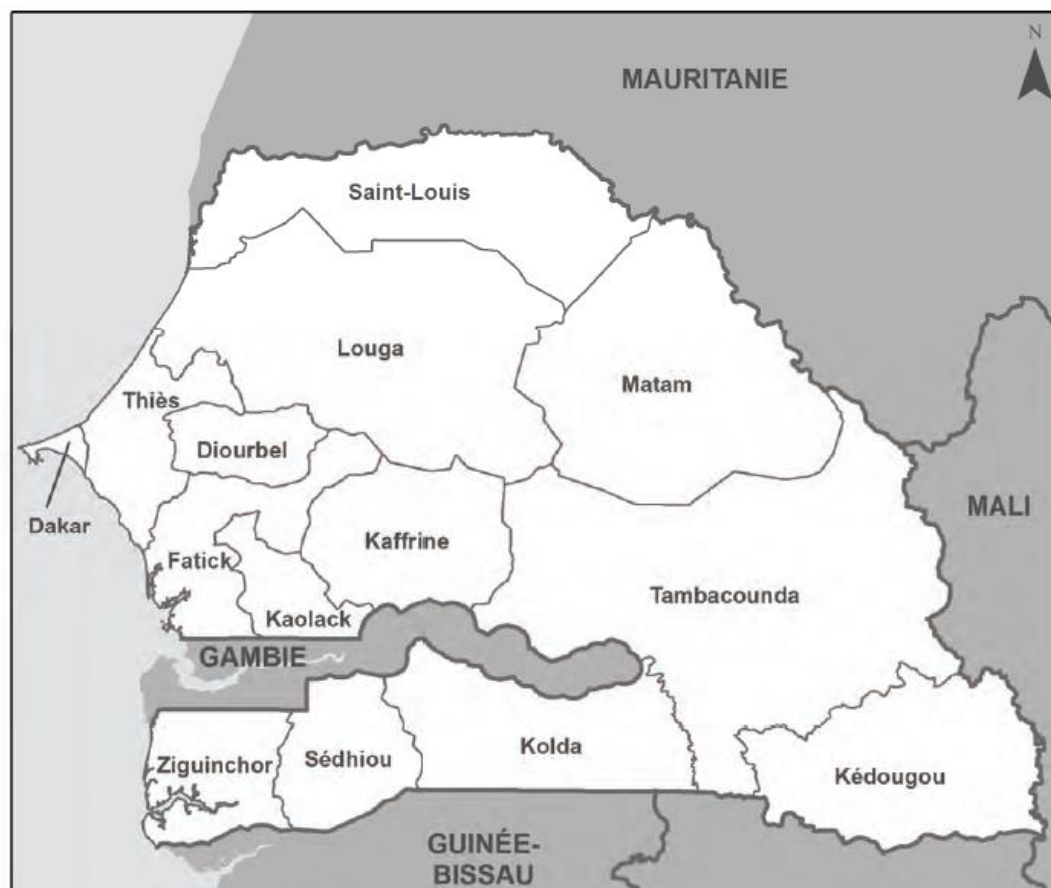 N
MAURITANIE
Saint-Louis
Louga
Matam
Thiès
Diourbel
MALI
Dakar
Kaffrine
Fatick
Tambacounda
Kaolack
GAMBIE
Kolda
Sédhiou
Ziguinchor
Kédougou
GUINÉE-
BISSAU